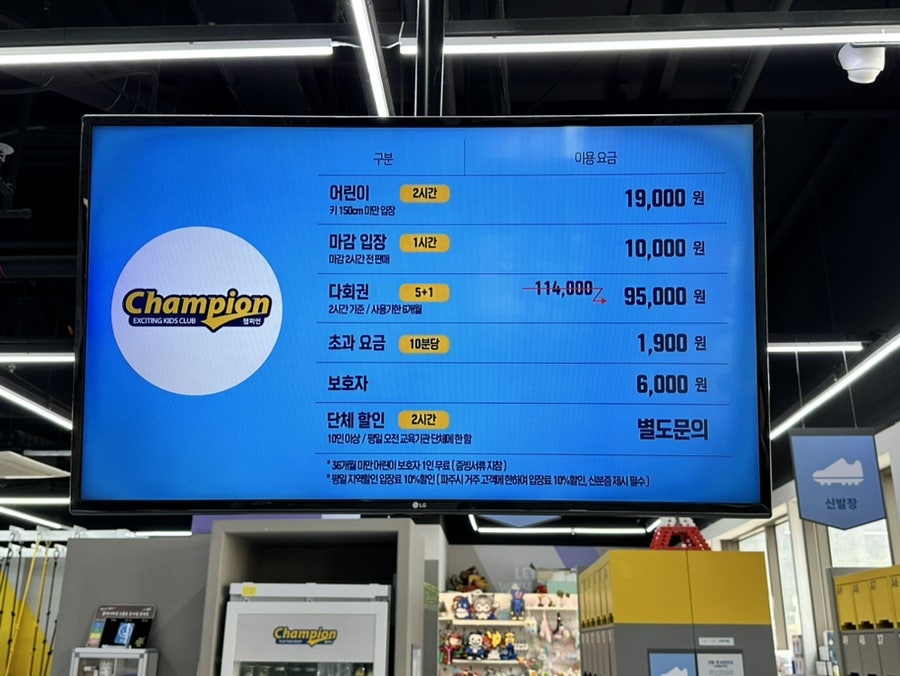 구분
이용 요금
어린이 2시간 19,000 원
키 150cm 미만 입장
마감 입장 1시간 10,000 원
마감 2시간 전 판매
다회권 5+1 114,000 95,000 원
2시간 기준 / 사용기한 6개월
초과 요금 10분당 1,900 원
보호자 6,000 원
단체 할인 2시간 별도문의
10인 이상 / 평일 오전 교육기관 단체에 한 함
* 36개월 미만 어린이 보호자 1인 무료 ( 증빙서류 지참 )
* 평일 지역할인 입장료 10%할인 ( 파주시 거주 고객에 한하여 입장료 10%할인, 신분증 제시 필수 )
Champion
EXCITING KIDS CLUB 챔피언
LG
신발장
Champion